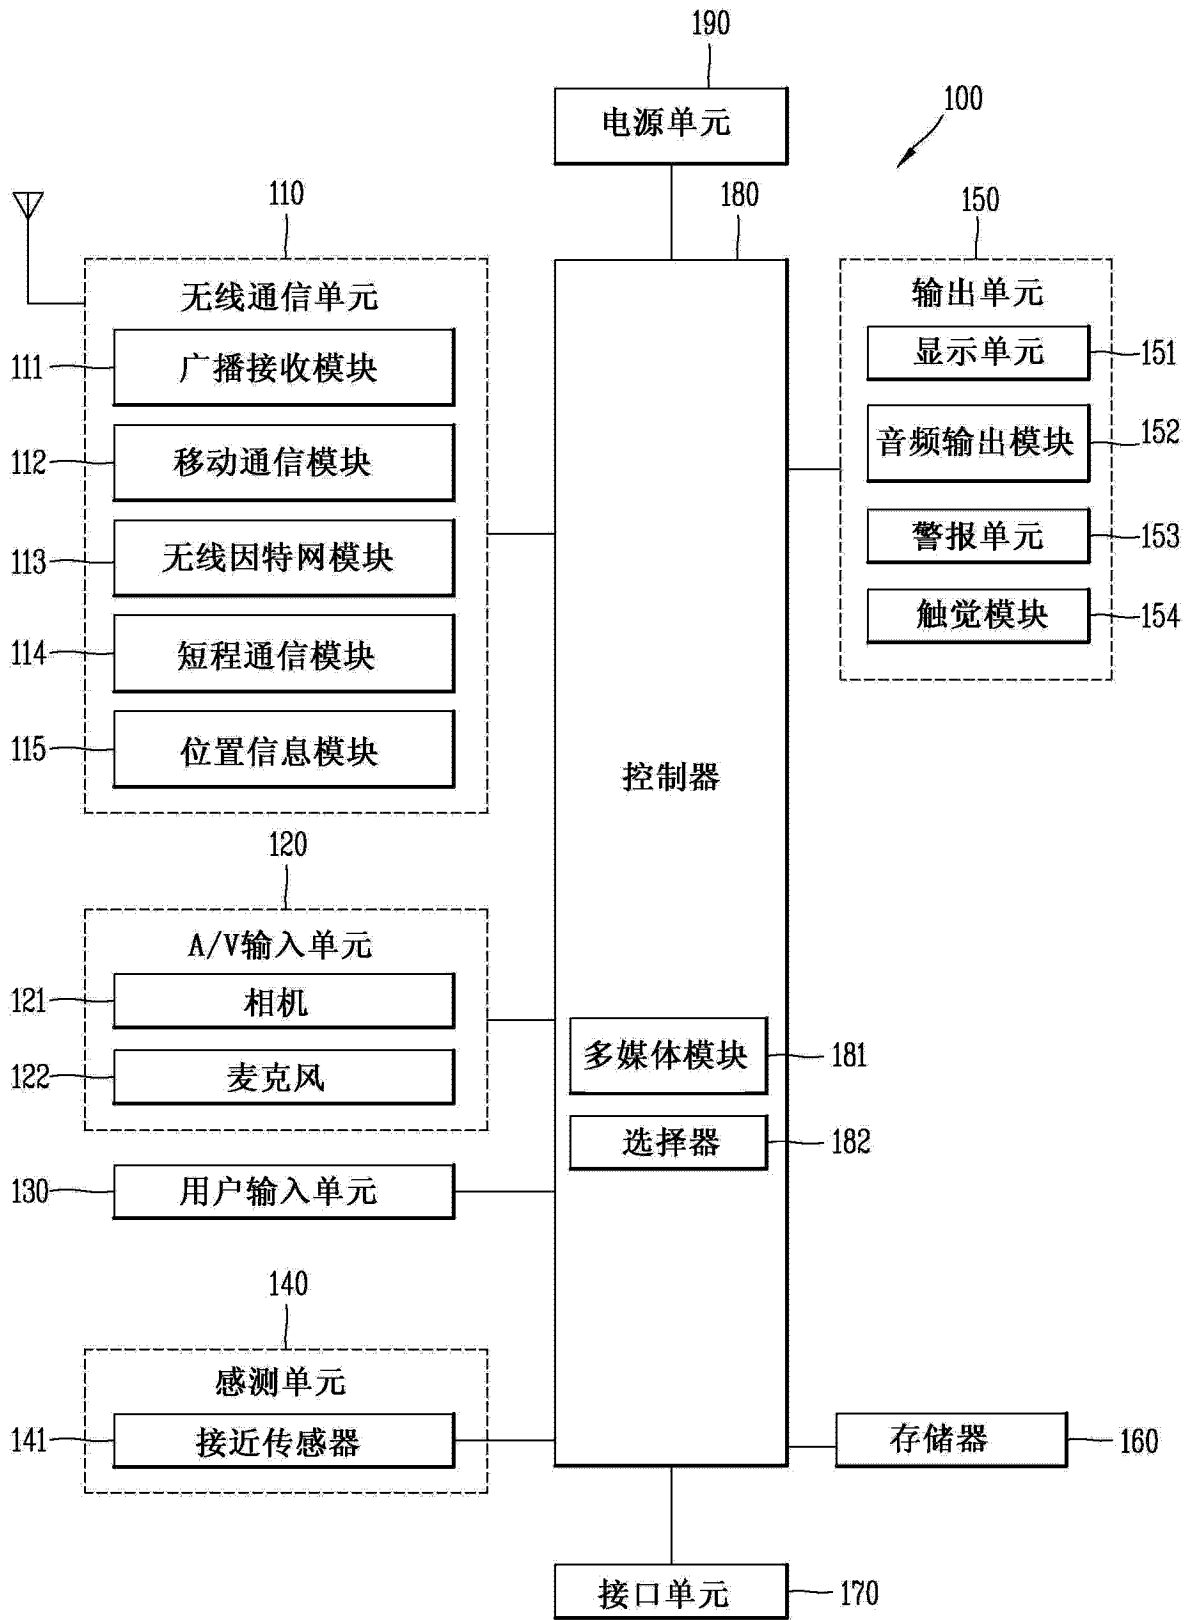 190
电源单元
100
110
无线通信单元
111
广播接收模块
112
移动通信模块
113
无线因特网模块
114
短程通信模块
115
位置信息模块
120
A/V输入单元
121
相机
122
麦克风
130
用户输入单元
140
感测单元
141
接近传感器
180
控制器
多媒体模块
181
选择器
182
150
输出单元
显示单元
151
音频输出模块
152
警报单元
153
触觉模块
154
存储器
160
接口单元
170